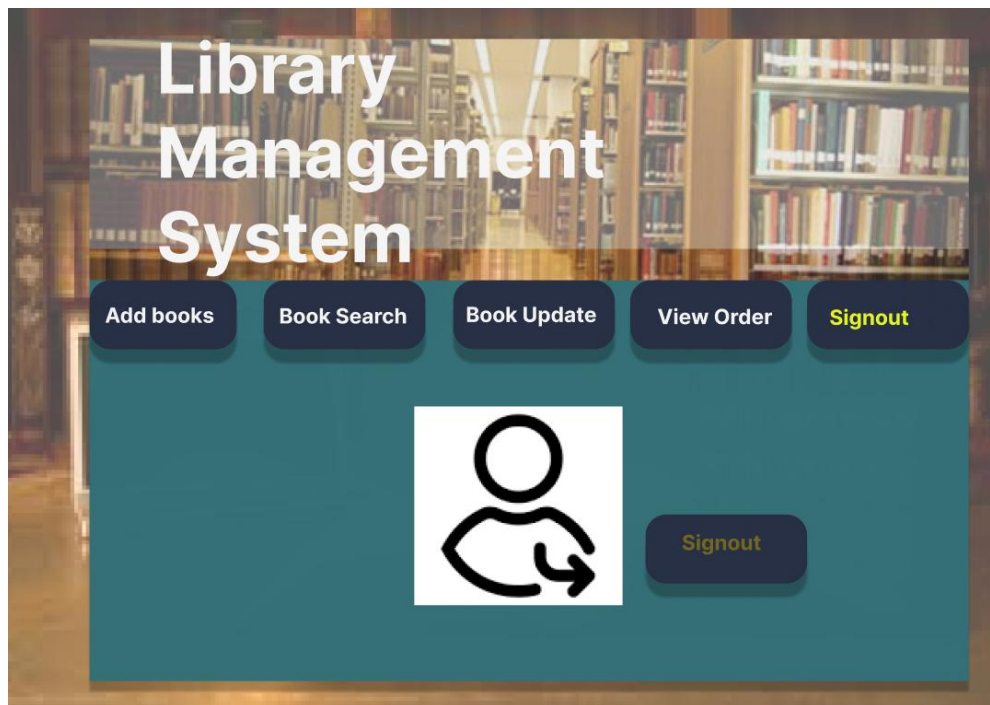 Library
Management
System
Add books
Book Search
Book Update
View Order
Signout
Signout